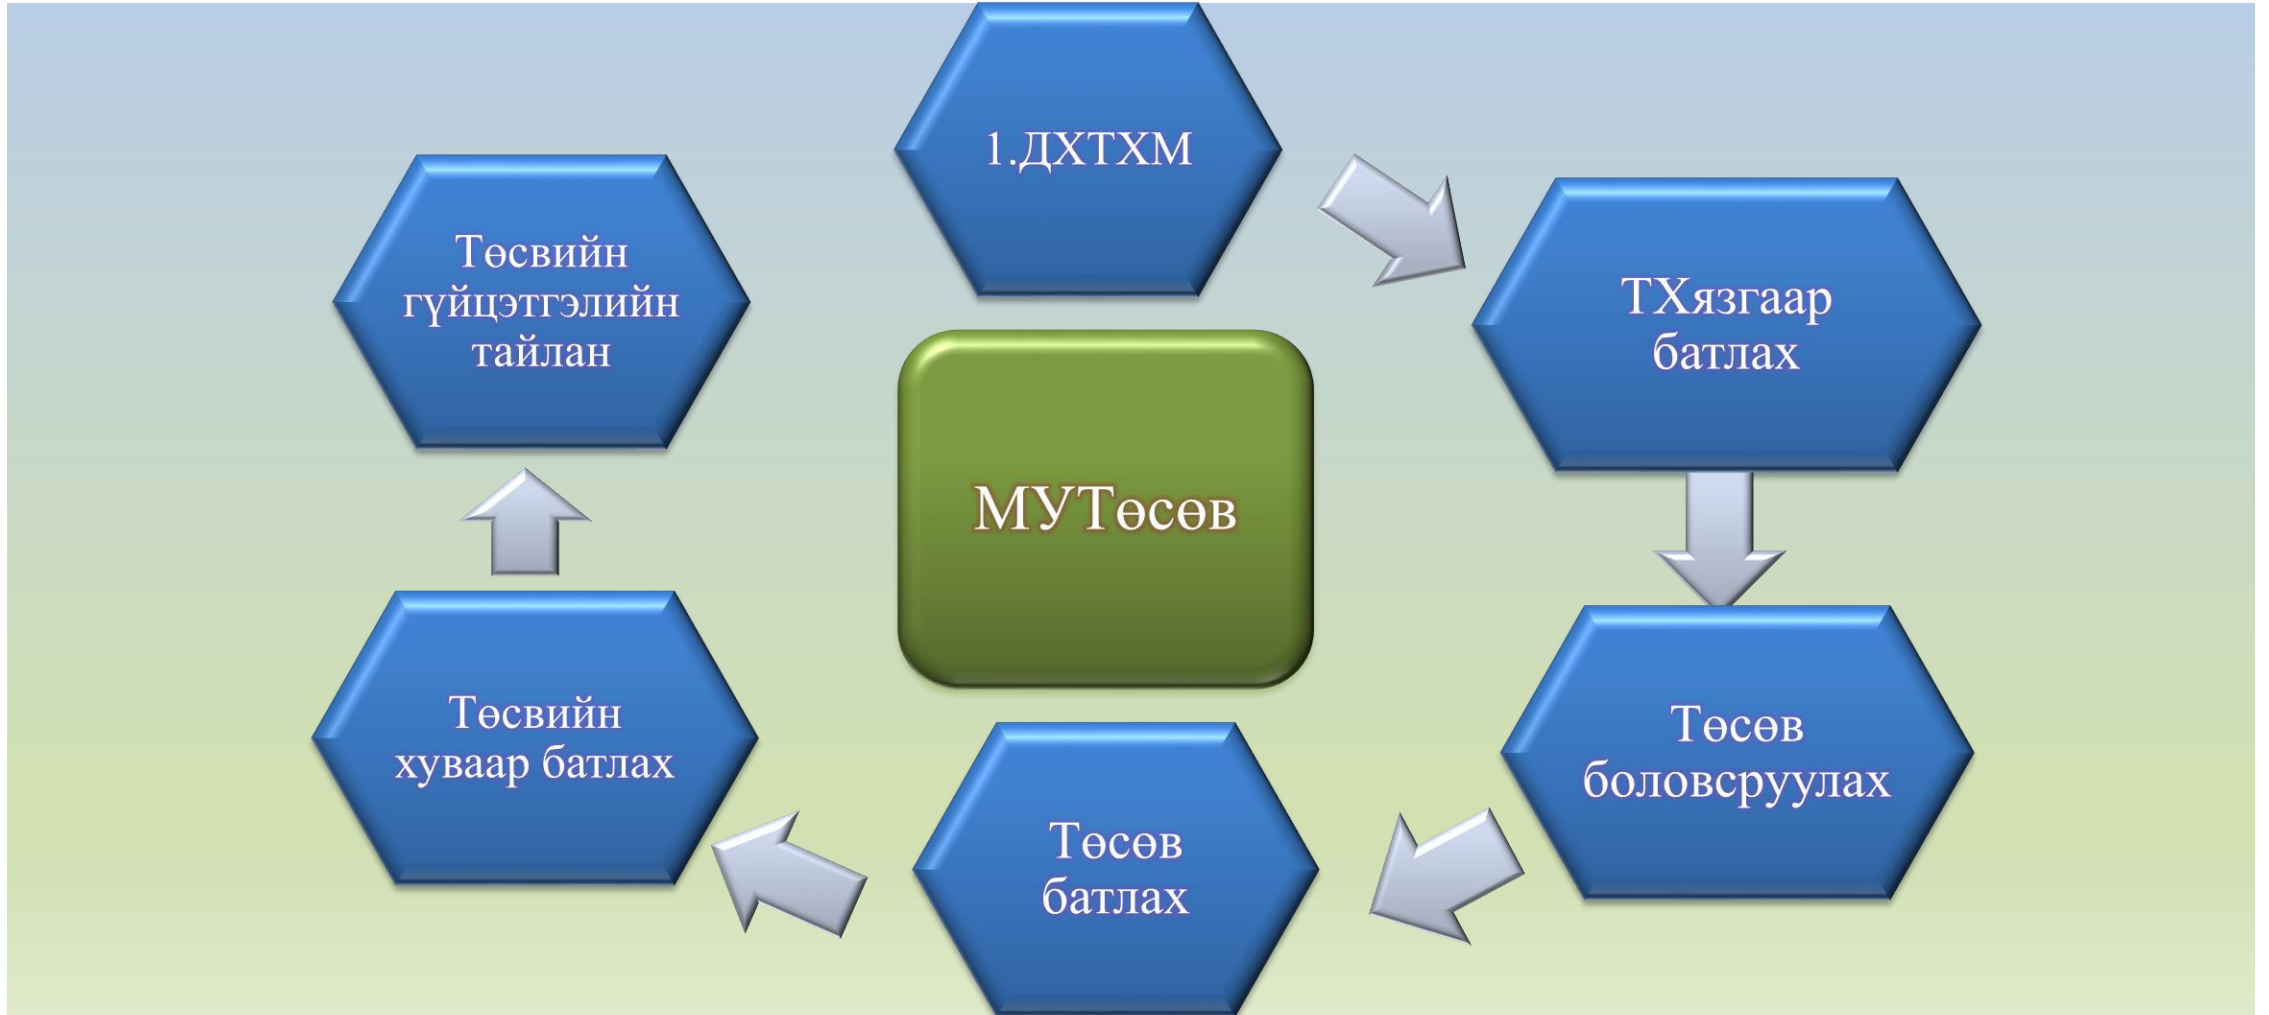 1.ДХТХМ
ТХязгаар
батлах
Төсөв
боловсруулах
Төсөв
батлах
Төсвийн
хуваар батлах
Төсвийн
гүйцэтгэлийн
тайлан
МУТөсөв